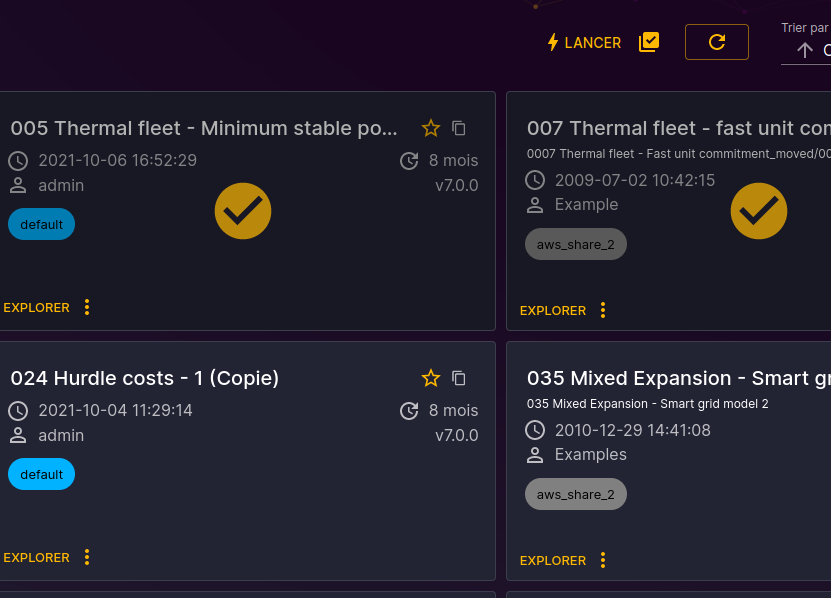 LANCER
Trier par
005 Thermal fleet - Minimum stable po...
2021-10-06 16:52:29
8 mois
admin
v7.0.0
default
EXPLORER
007 Thermal fleet - fast unit
0007 Thermal fleet - Fast unit commitment_moved/00
2009-07-02 10:42:15
Example
aws_share_2
EXPLORER
024 Hurdle costs - 1 (Copie)
2021-10-04 11:29:14
8 mois
admin
v7.0.0
default
EXPLORER
035 Mixed Expansion - Smart
035 Mixed Expansion - Smart grid model 2
2010-12-29 14:41:08
Examples
aws_share_2
EXPLORER